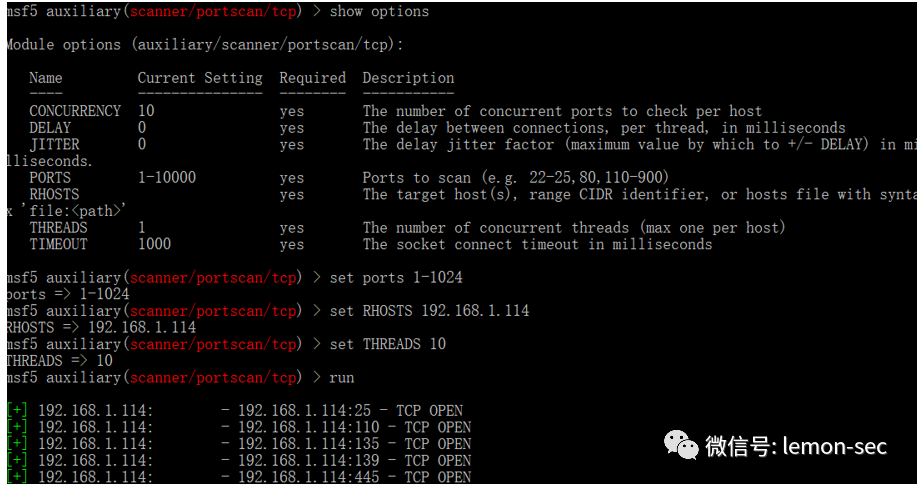 msf5 auxiliary(scanner/portscan/tcp) > show options
Module options (auxiliary/scanner/portscan/tcp):
Name Current Setting Required Description
---- --------------- -------- -----------
CONCURRENCY 10 yes The number of concurrent ports to check per host
DELAY 0 yes The delay between connections, per thread, in milliseconds
JITTER 0 yes The delay jitter factor (maximum value by which to +/- DELAY) in mi
lliseconds.
PORTS 1-10000 yes Ports to scan (e.g. 22-25,80,110-900)
RHOSTS yes The target host(s), range CIDR identifier, or hosts file with synta
x 'file:<path>'
THREADS 1 yes The number of concurrent threads (max one per host)
TIMEOUT 1000 yes The socket connect timeout in milliseconds
msf5 auxiliary(scanner/portscan/tcp) > set ports 1-1024
ports => 1-1024
msf5 auxiliary(scanner/portscan/tcp) > set RHOSTS 192.168.1.114
RHOSTS => 192.168.1.114
msf5 auxiliary(scanner/portscan/tcp) > set THREADS 10
THREADS => 10
msf5 auxiliary(scanner/portscan/tcp) > run
[+] 192.168.1.114: - 192.168.1.114:25 - TCP OPEN
[+] 192.168.1.114: - 192.168.1.114:110 - TCP OPEN
[+] 192.168.1.114: - 192.168.1.114:135 - TCP OPEN
[+] 192.168.1.114: - 192.168.1.114:139 - TCP OPEN
[+] 192.168.1.114: - 192.168.1.114:445 - TCP OPEN
微信号: lemon-sec